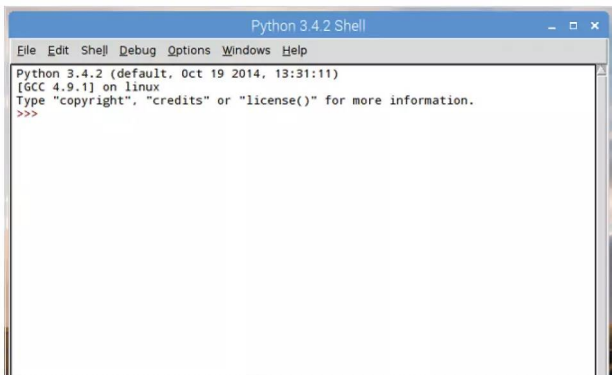 Python 3.4.2 Shell
File Edit Shell Debug Options Windows Help
Python 3.4.2 (default, Oct 19 2014, 13:31:11)
[GCC 4.9.1] on linux
Type "copyright", "credits" or "license()" for more information.
>>>